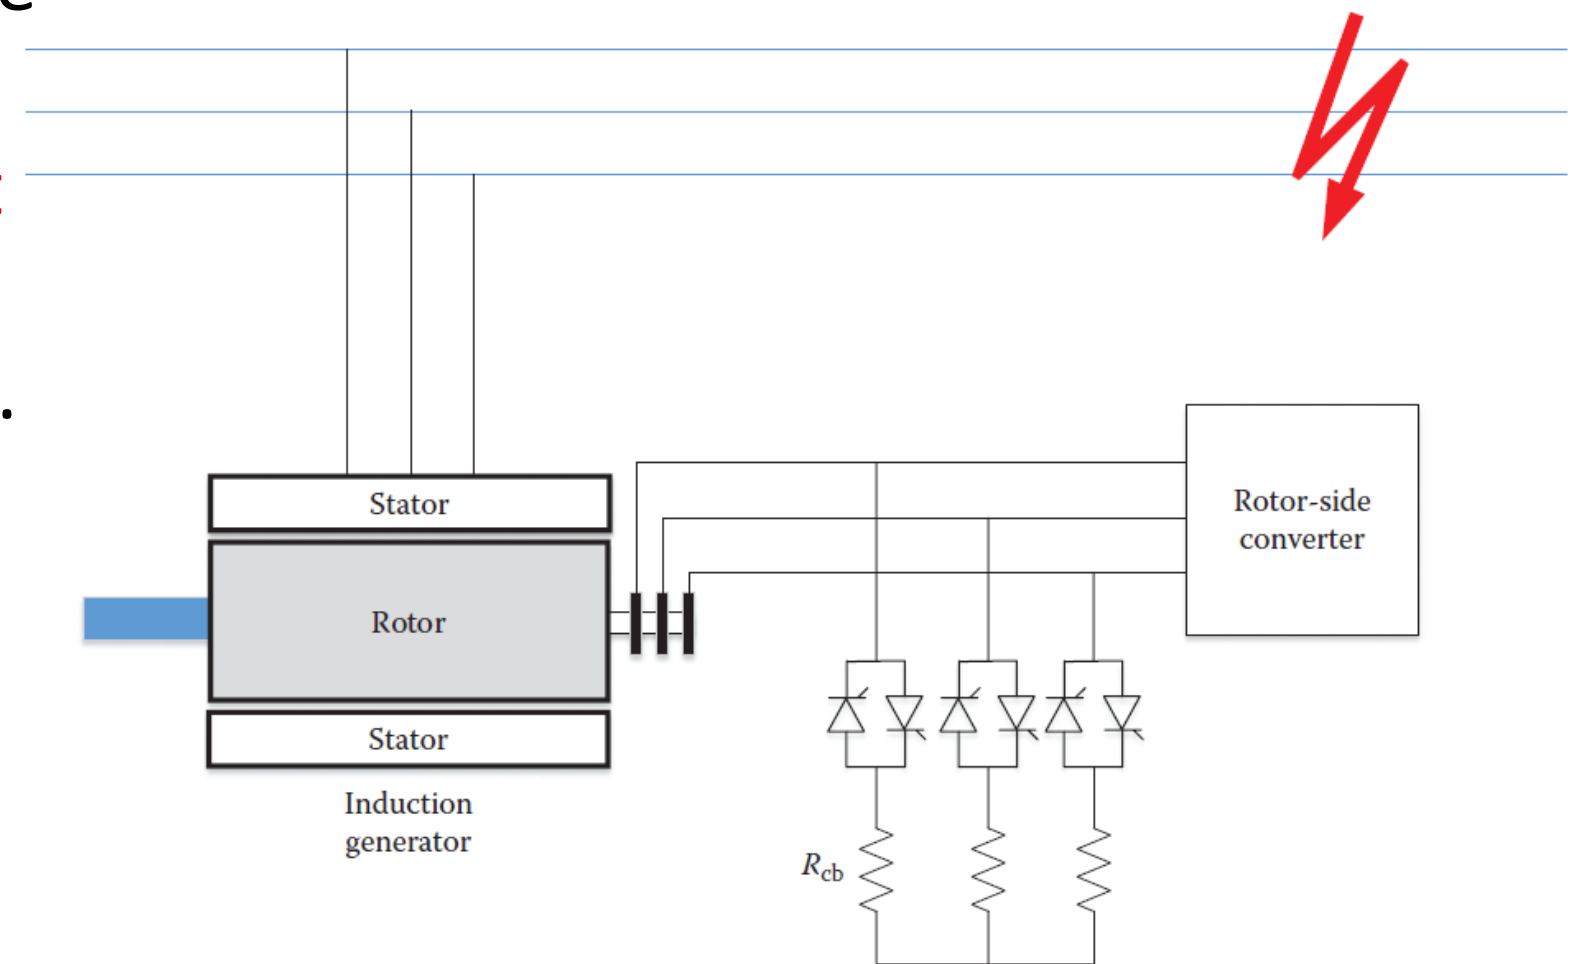 Stator
Rotor-side
converter
Rotor
Stator
Induction
generator
Rcb